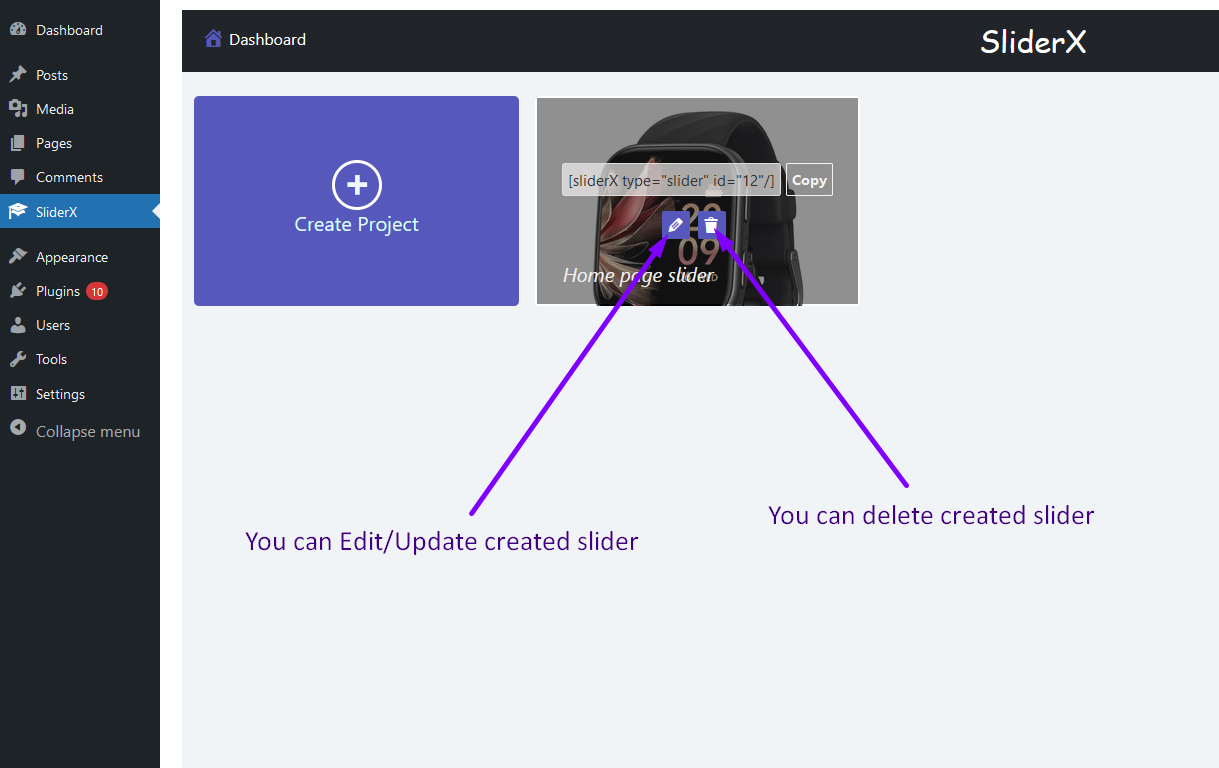 Dashboard
Posts
Media
Pages
Comments
SliderX
Appearance
Plugins 10
Users
Tools
Settings
Collapse menu
Dashboard
SliderX
Create Project
[sliderX type="slider" id="12"/]
Copy
09
Home page slider
You can Edit/Update created slider
You can delete created slider